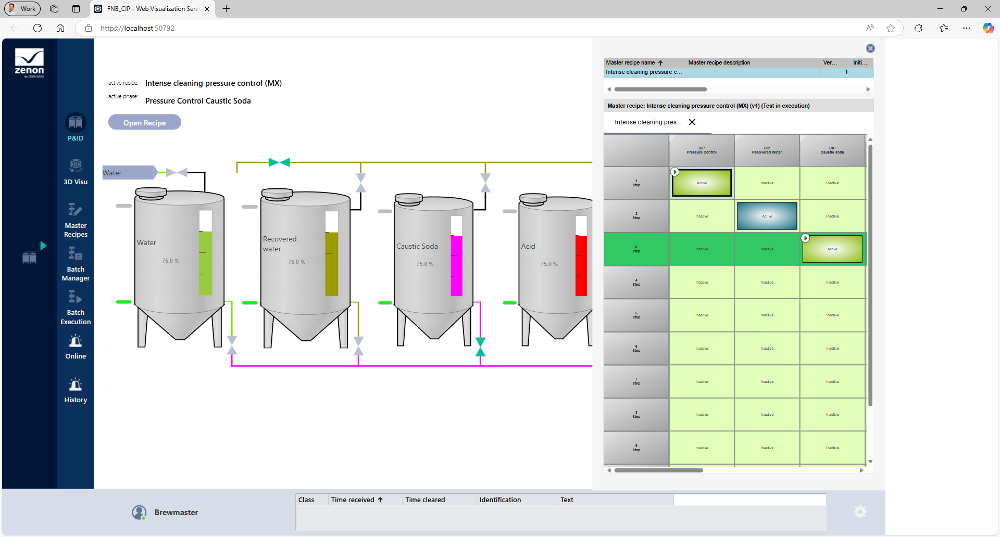 Work
FNB_CIP - Web Visualization Servi
https://localhost:50792
zenon
by COPA-DATA
P&ID
3D
3D Visu
Master
Recipes
Batch
Manager
Batch
Execution
Online
History
active recipe: Intense cleaning pressure control (MX)
active phase: Pressure Control Caustic Soda
Open Recipe
Water
Water
75.0 %
Recovered
water
75.0 %
Caustic Soda
75.0 %
Acid
75.0 %
Master recipe name Master recipe description Ver... Initi...
Intense cleaning pressure c... 1
Master recipe: Intense cleaning pressure control (MX) (v1) (Test in execution)
Intense cleaning pres...
CIP
Pressure Control
CIP
Recovered Water
CIP
Caustic Soda
1
Step
Active Inactive Inactive
2
Step
Inactive Active Inactive
3
Step
Inactive Inactive Active
4
Step
Inactive Inactive Inactive
5
Step
Inactive Inactive Inactive
6
Step
Inactive Inactive Inactive
7
Step
Inactive Inactive Inactive
8
Step
Inactive Inactive Inactive
9
Step
Inactive Inactive Inactive
Brewmaster
Class Time received Time cleared Identification Text